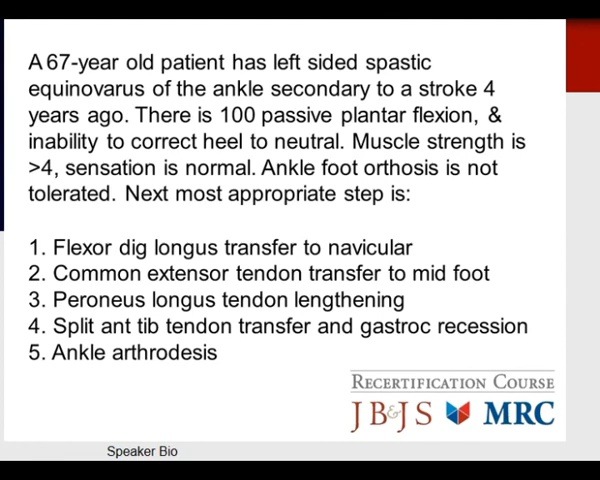 A 67-year old patient has left sided spastic
equinovarus of the ankle secondary to a stroke 4
years ago. There is 100 passive plantar flexion, &
inability to correct heel to neutral. Muscle strength is
>4, sensation is normal. Ankle foot orthosis is not
tolerated. Next most appropriate step is:
1. Flexor dig longus transfer to navicular
2. Common extensor tendon transfer to mid foot
3. Peroneus longus tendon lengthening
4. Split ant tib tendon transfer and gastroc recession
5. Ankle arthrodesis
RECERTIFICATION COURSE
JB&JS MRC
Speaker Bio